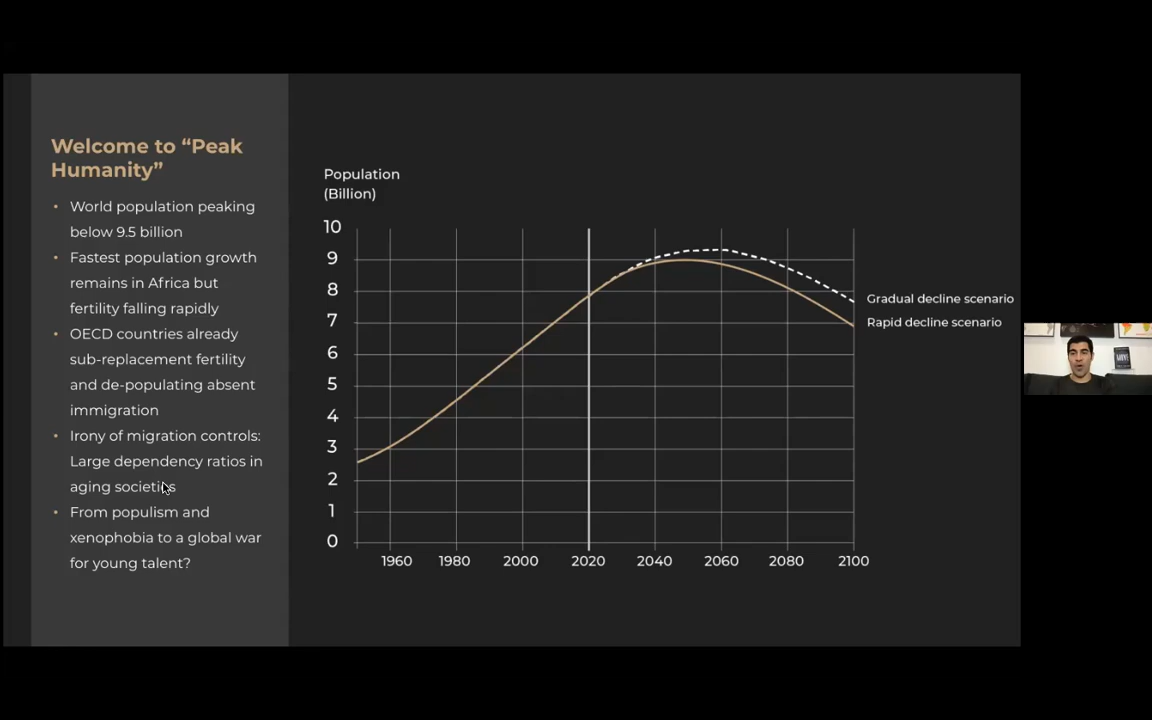 Welcome to “Peak
Humanity”
• World population peaking
below 9.5 billion
• Fastest population growth
remains in Africa but
fertility falling rapidly
• OECD countries already
sub-replacement fertility
and de-populating absent
immigration
• Irony of migration controls:
Large dependency ratios in
aging societies
• From populism and
xenophobia to a global war
for young talent?
Population
(Billion)
10
9
8
7
6
5
4
3
2
1
0
1960 1980 2000 2020 2040 2060 2080 2100
Gradual decline scenario
Rapid decline scenario